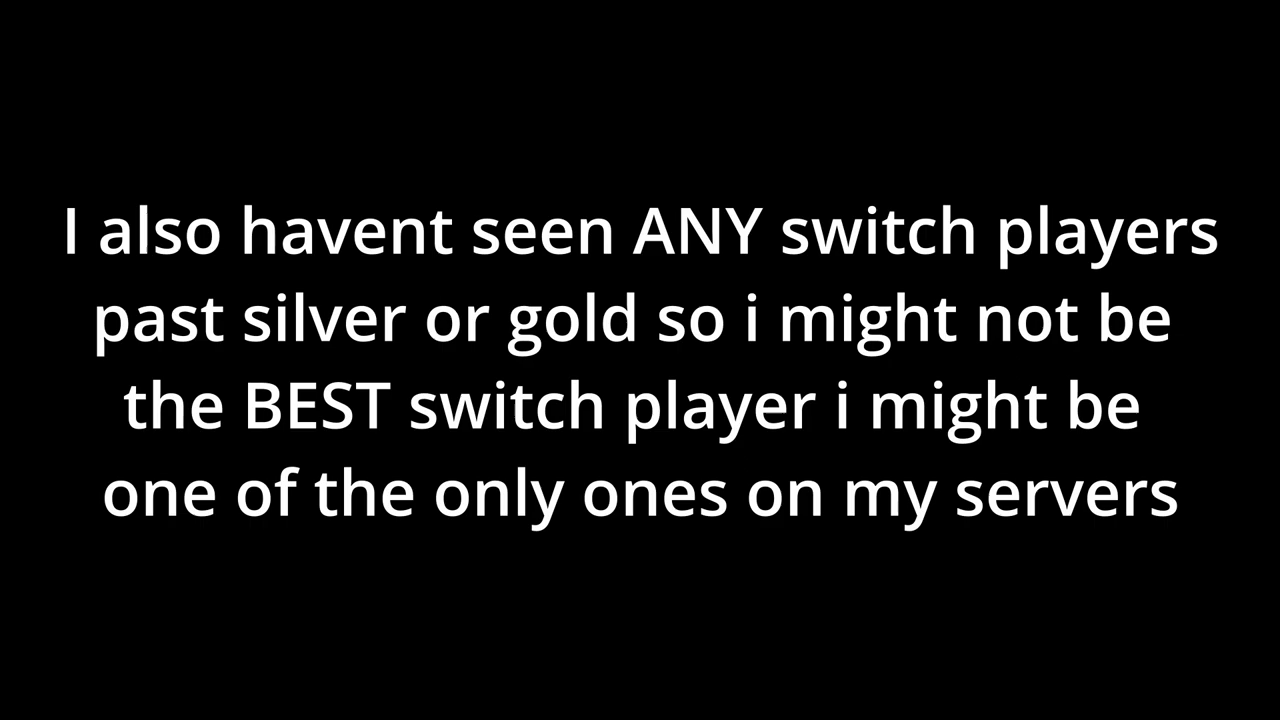 I also havent seen ANY switch players
past silver or gold so i might not be
the BEST switch player i might be
one of the only ones on my servers